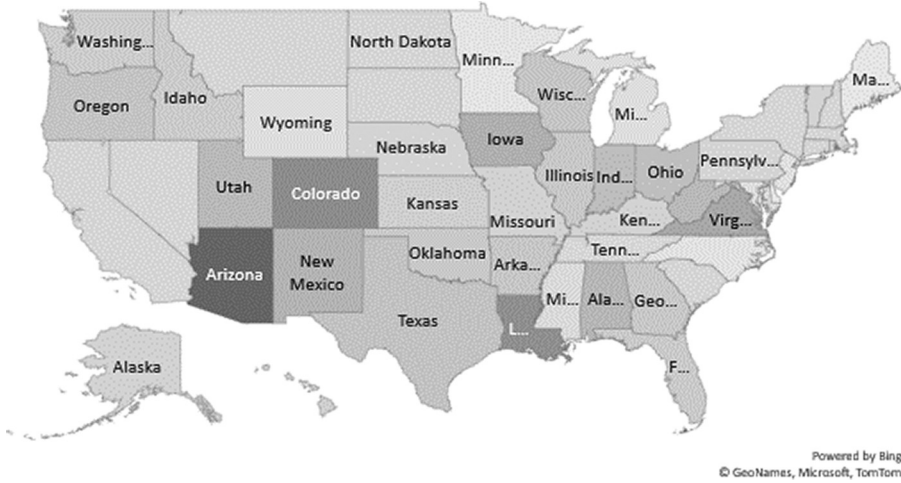 Washing...
North Dakota
Minn...
Ma...
Oregon
Idaho
Wisc...
Mi...
Wyoming
Iowa
Nebraska
Pennsylv...
Illinois
Ind...
Ohio
Utah
Colorado
Kansas
Missouri
Ken...
Virg...
Arizona
New
Mexico
Oklahoma
Arka...
Tenn...
Mi...
Ala...
Geo...
Texas
L...
Alaska
F...
Powered by Bing
© GeoNames, Microsoft, TomTom